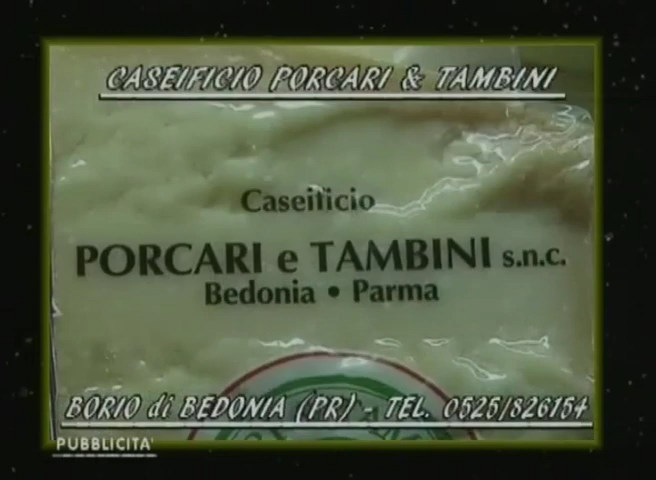 CASEIFICIO PORCARI & TAMBINI
Caseificio
PORCARI e TAMBINI s.n.c.
Bedonia • Parma
BORIO di BEDONIA (PR) - TEL. 0525/826154
PUBBLICITA'